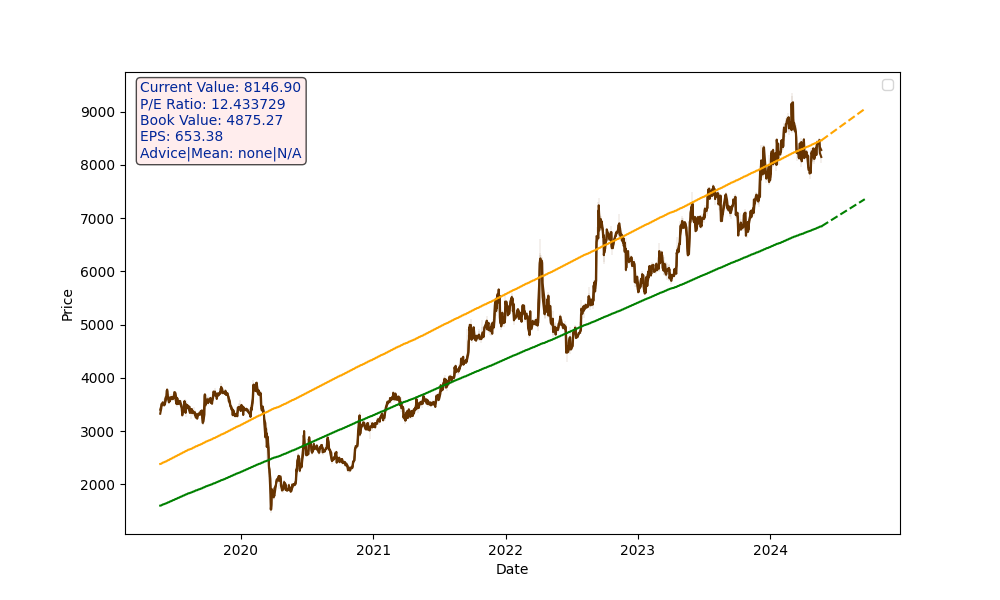 Current Value: 8146.90
P/E Ratio: 12.433729
Book Value: 4875.27
EPS: 653.38
Advice|Mean: none|N/A
9000
8000
7000
6000
5000
4000
3000
2000
Price
2020
2021
2022
2023
2024
Date